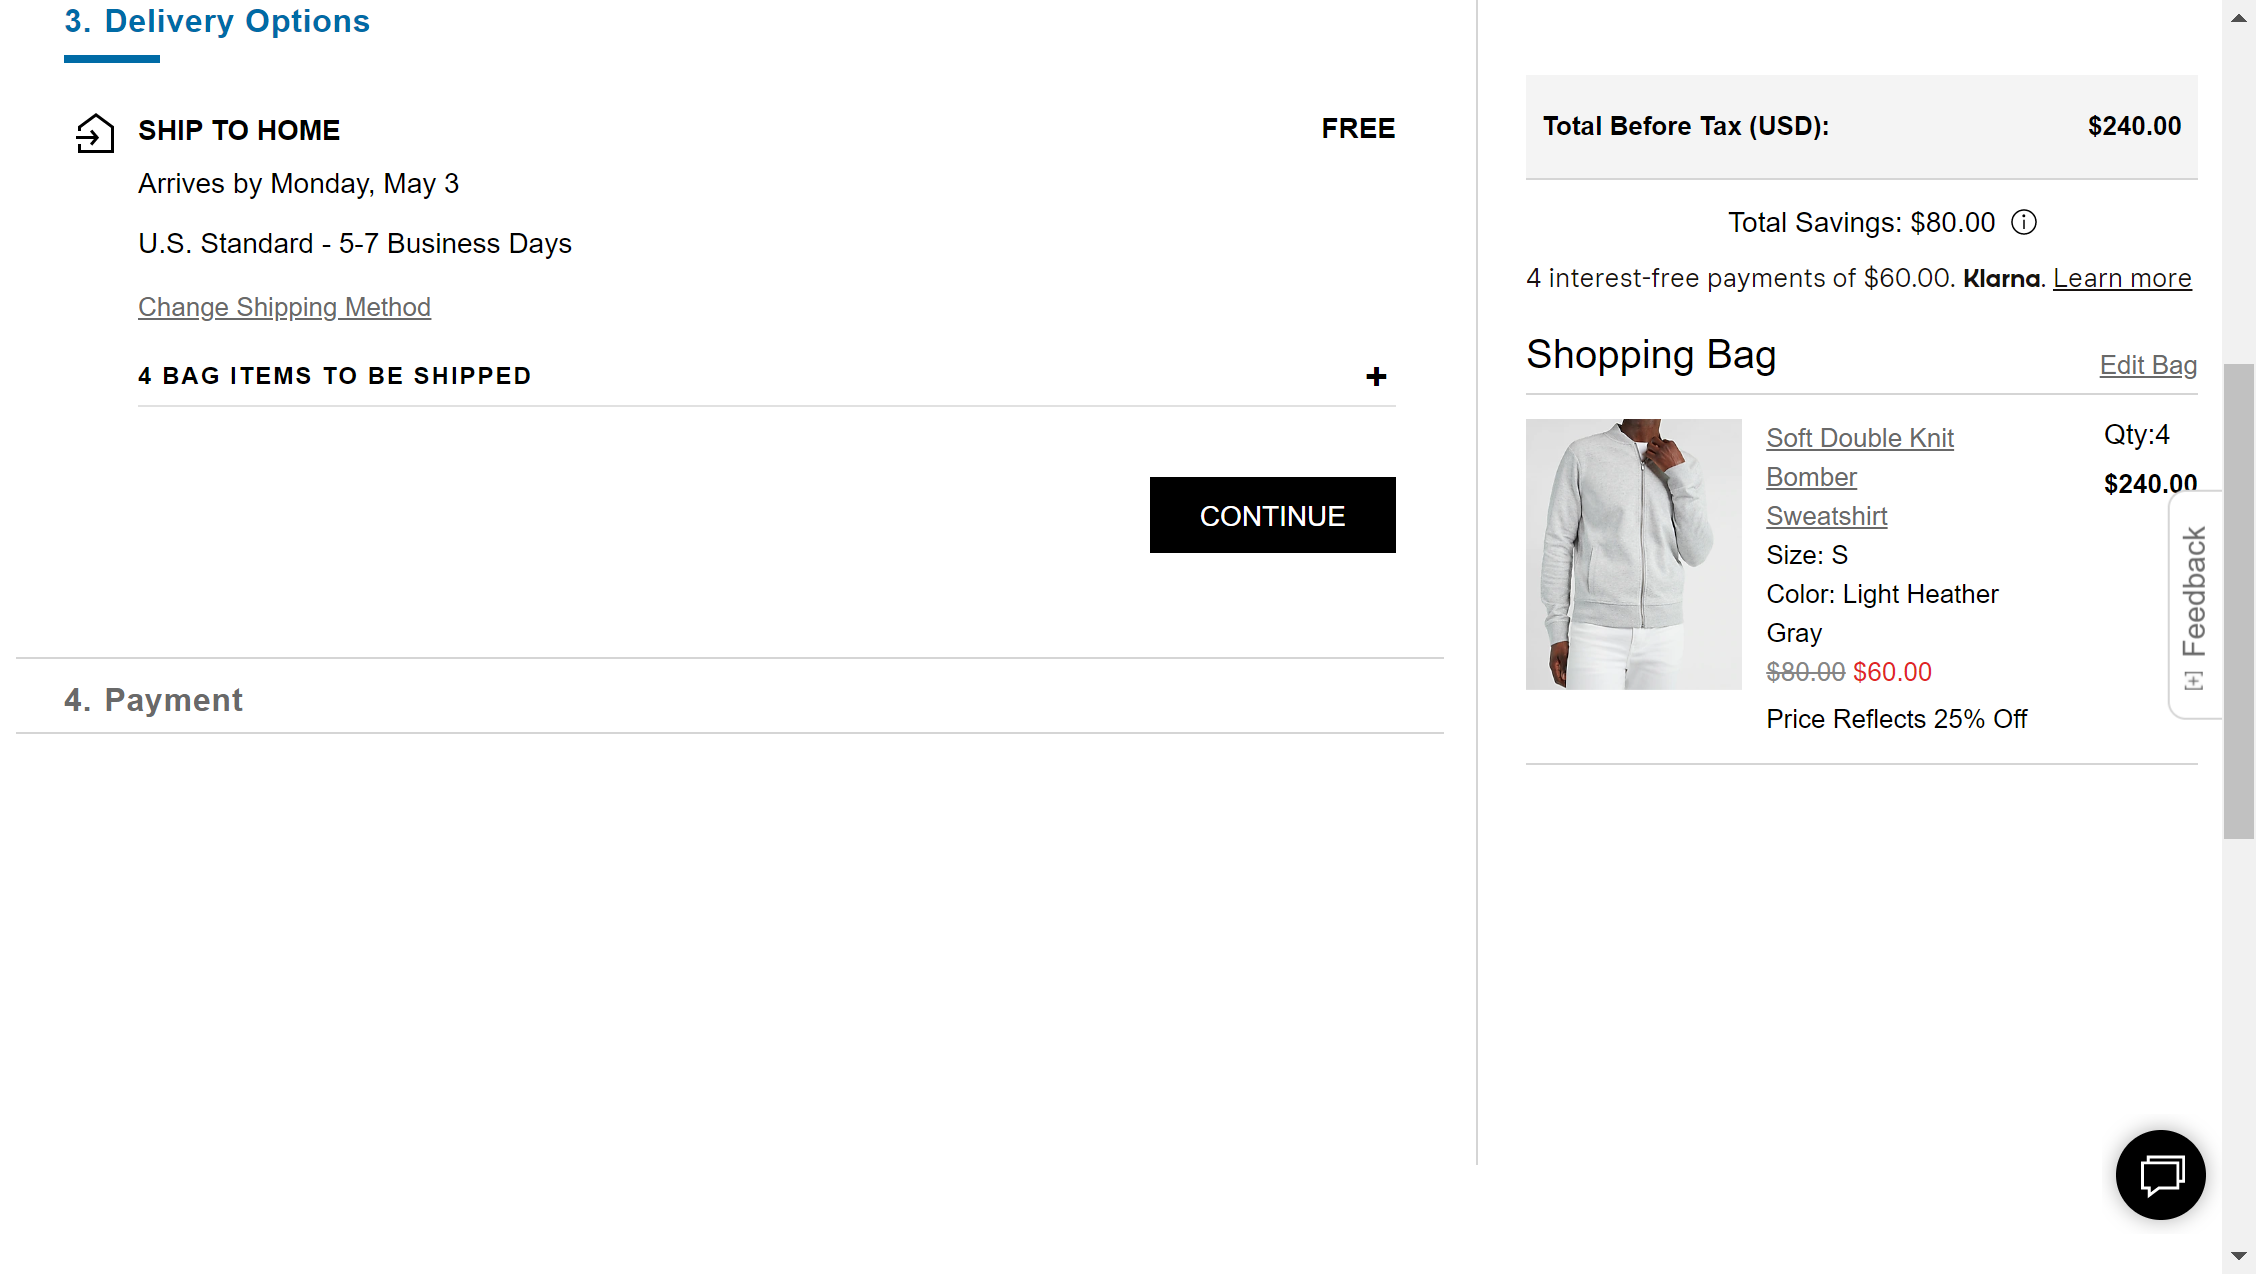 3. Delivery Options
SHIP TO HOME
FREE
Arrives by Monday, May 3
U.S. Standard - 5-7 Business Days
Change Shipping Method
4 BAG ITEMS TO BE SHIPPED
+
CONTINUE
4. Payment
Total Before Tax (USD):
$240.00
Total Savings: $80.00
4 interest-free payments of $60.00. Klarna. Learn more
Shopping Bag
Edit Bag
Soft Double Knit
Bomber
Sweatshirt
Size: S
Color: Light Heather
Gray
$80.00 $60.00
Price Reflects 25% Off
Qty:4
$240.00
[+] Feedback